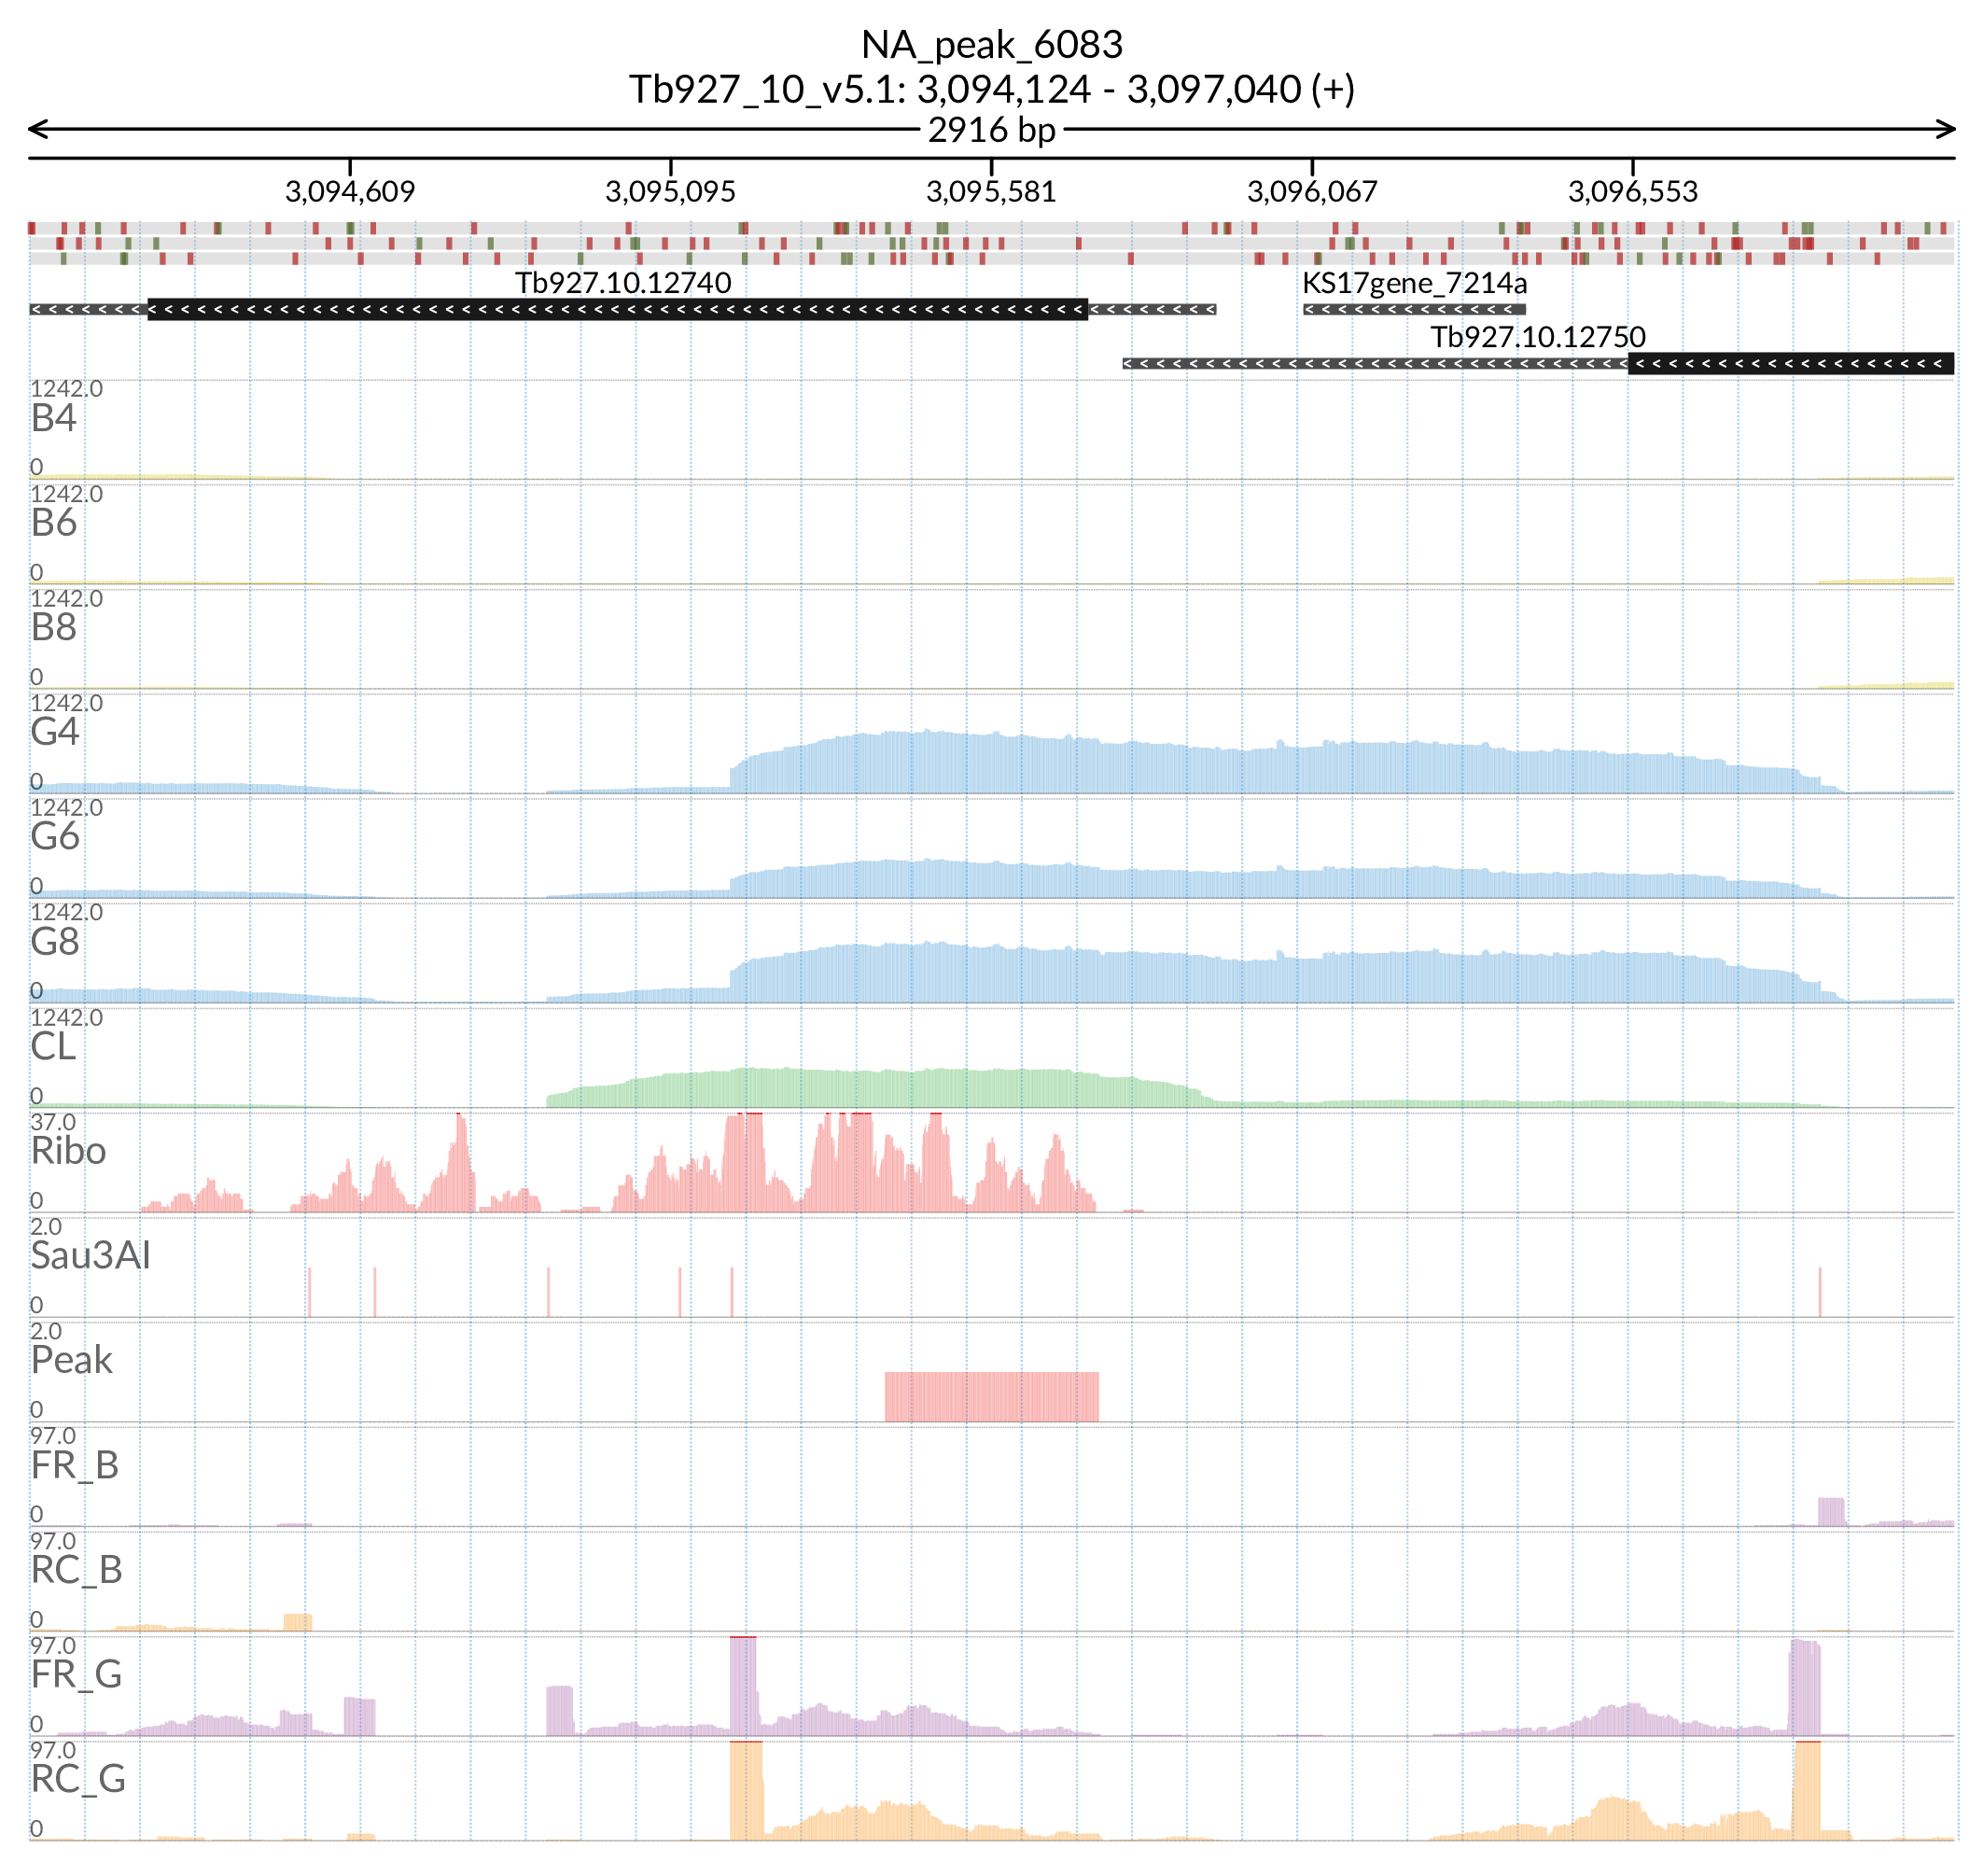 NA_peak_6083
Tb927_10_v5.1: 3,094,124 - 3,097,040 (+)
2916 bp
3,094,609 3,095,095 3,095,581 3,096,067 3,096,553
Tb927.10.12740 KS17gene_7214a
Tb927.10.12750
1242.0
B4
0
1242.0
B6
0
1242.0
B8
0
1242.0
G4
0
1242.0
G6
0
1242.0
G8
0
1242.0
CL
0
37.0
Ribo
0
2.0
Sau3AI
0
2.0
Peak
0
97.0
FR_B
0
97.0
RC_B
0
97.0
FR_G
0
97.0
RC_G
0